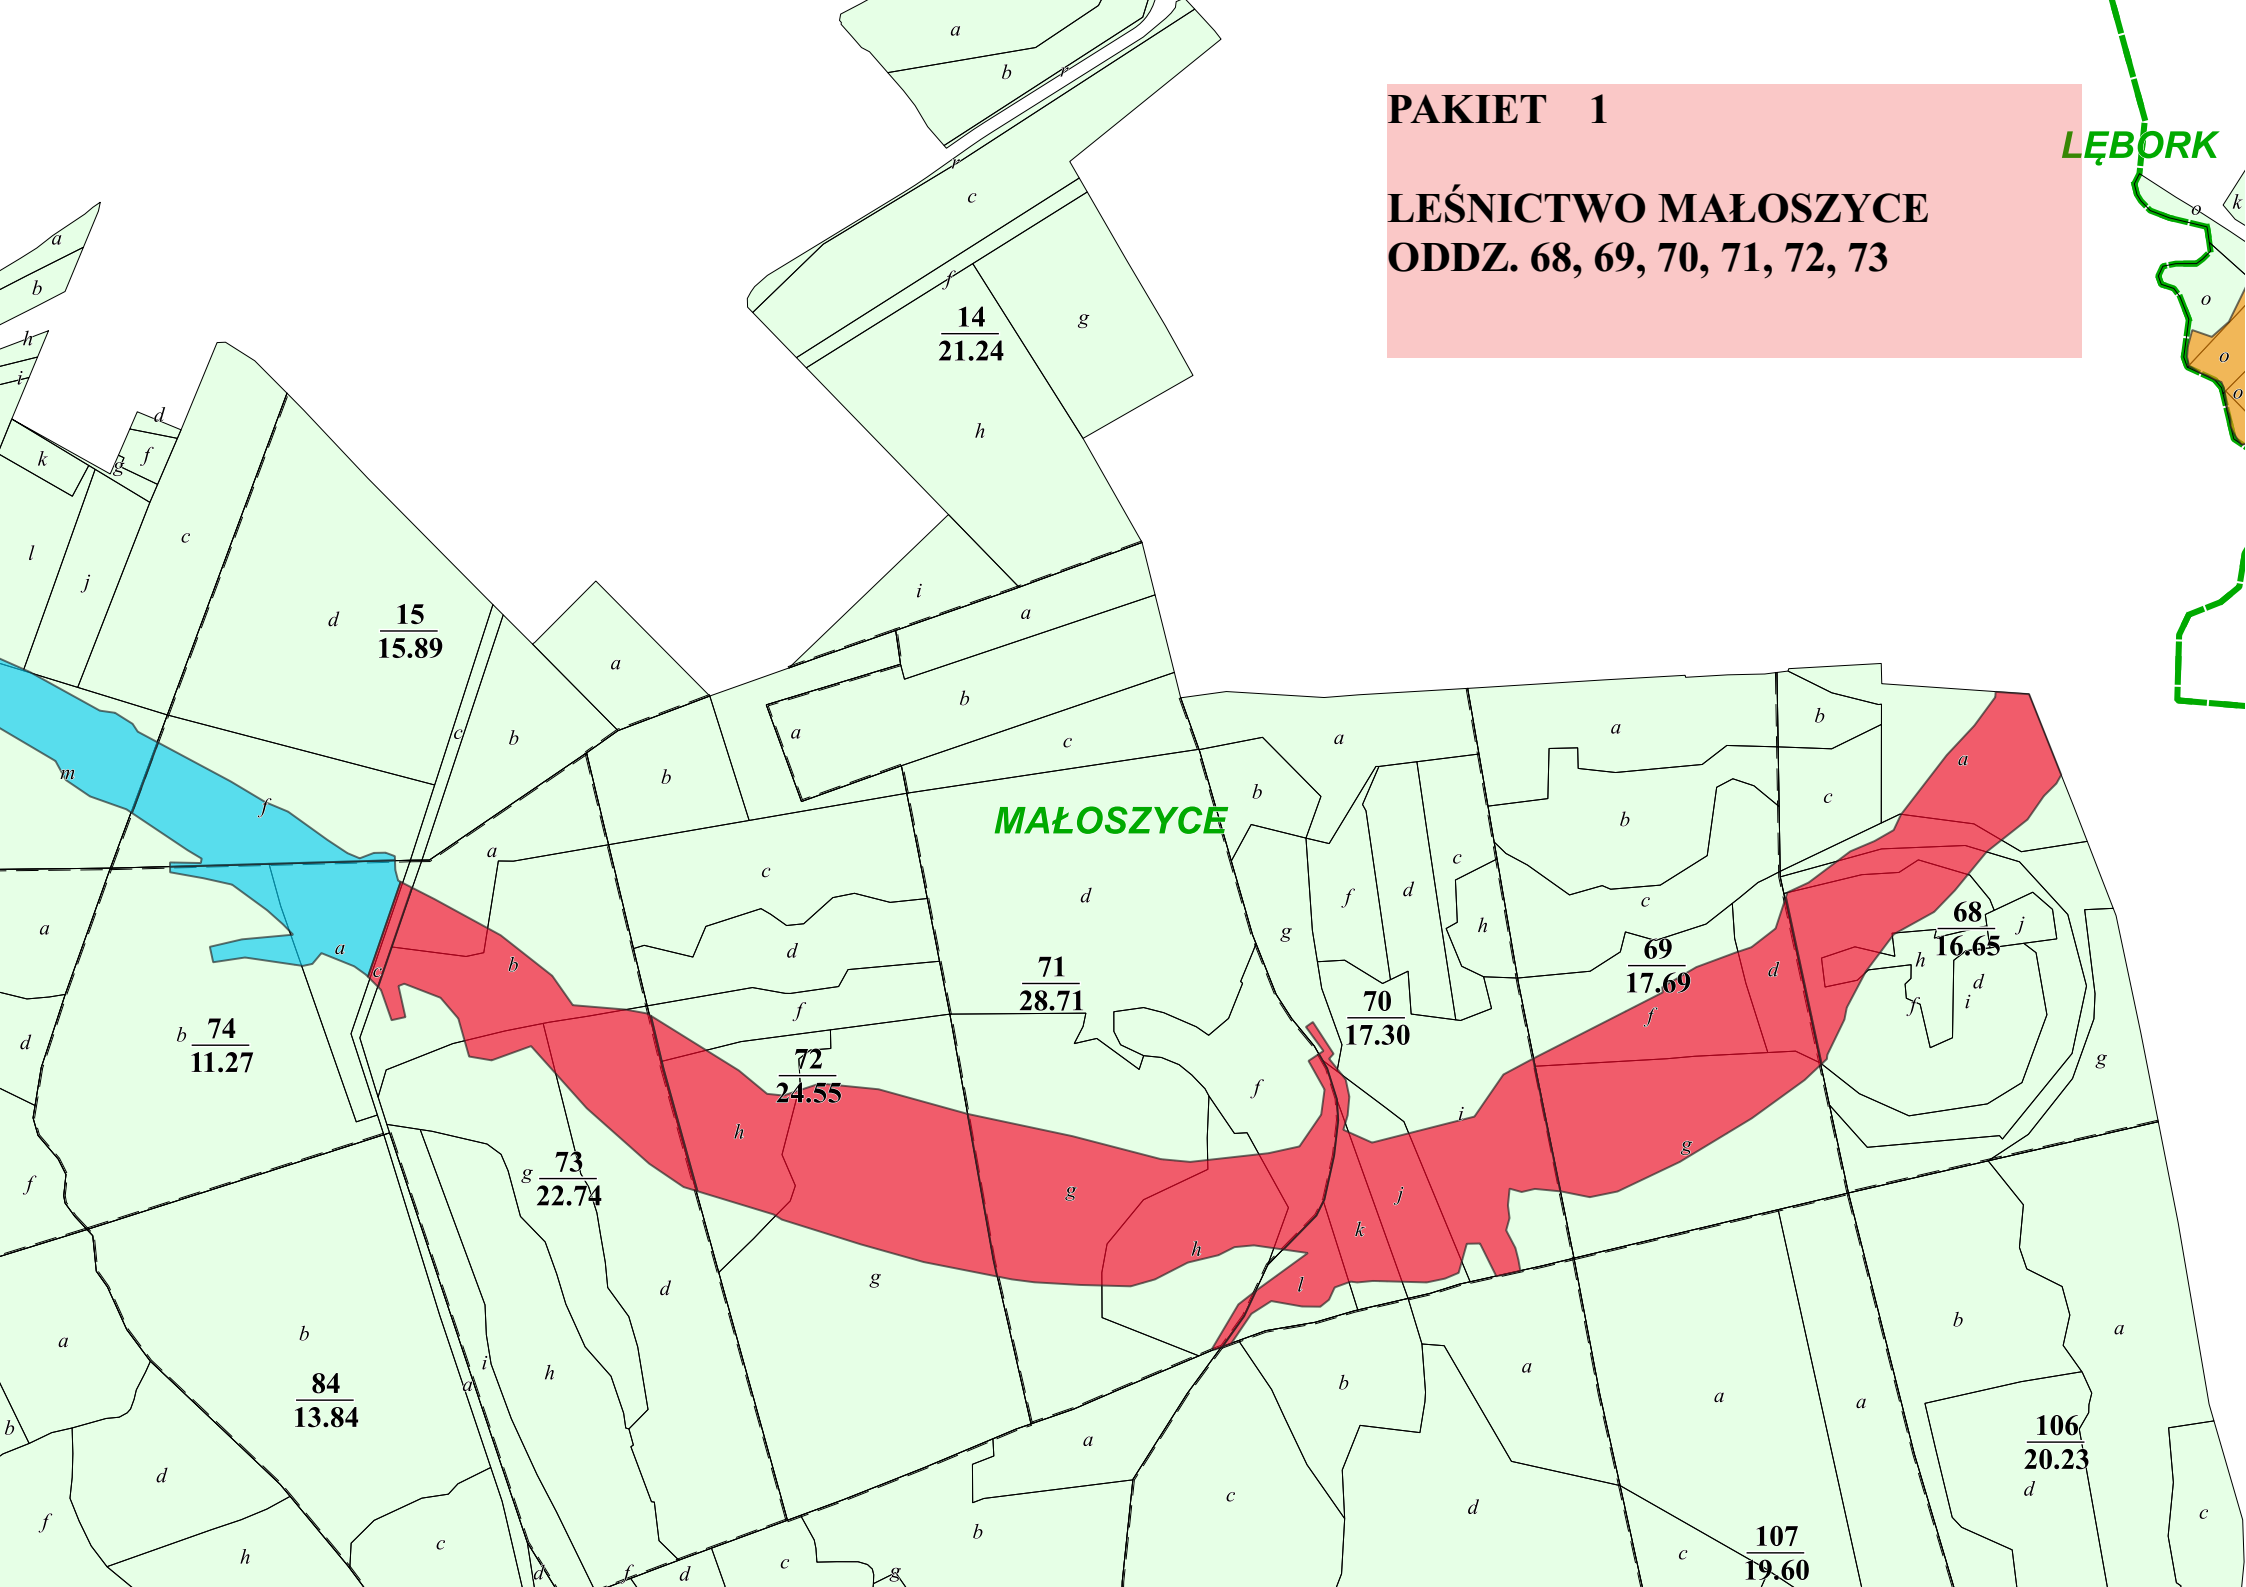 PAKIET 1
LEŚNICTWO MAŁOSZYCE
ODDZ. 68, 69, 70, 71, 72, 73
LĘBORK
MAŁOSZYCE
14
21.24
15
15.89
68
16.65
69
17.69
70
17.30
71
28.71
72
24.55
73
22.74
74
11.27
84
13.84
106
20.23
107
19.60
a
b
r
r
c
f
g
h
i
a
b
h
i
k
l
j
d
f
g
c
d
c
b
a
m
f
a
b
a
c
a
b
c
a
b
a
b
c
a
a
c
d
d
b
f
d
c
h
g
b
c
d
f
g
a
b
c
a
h
d
j
f
i
g
a
d
f
b
a
c
b
f
h
g
f
i
g
j
k
h
l
g
g
d
h
i
a
b
a
b
d
f
h
c
d
f
d
c
g
a
b
c
b
a
d
a
c
a
b
a
d
c
o
k
o
o
o